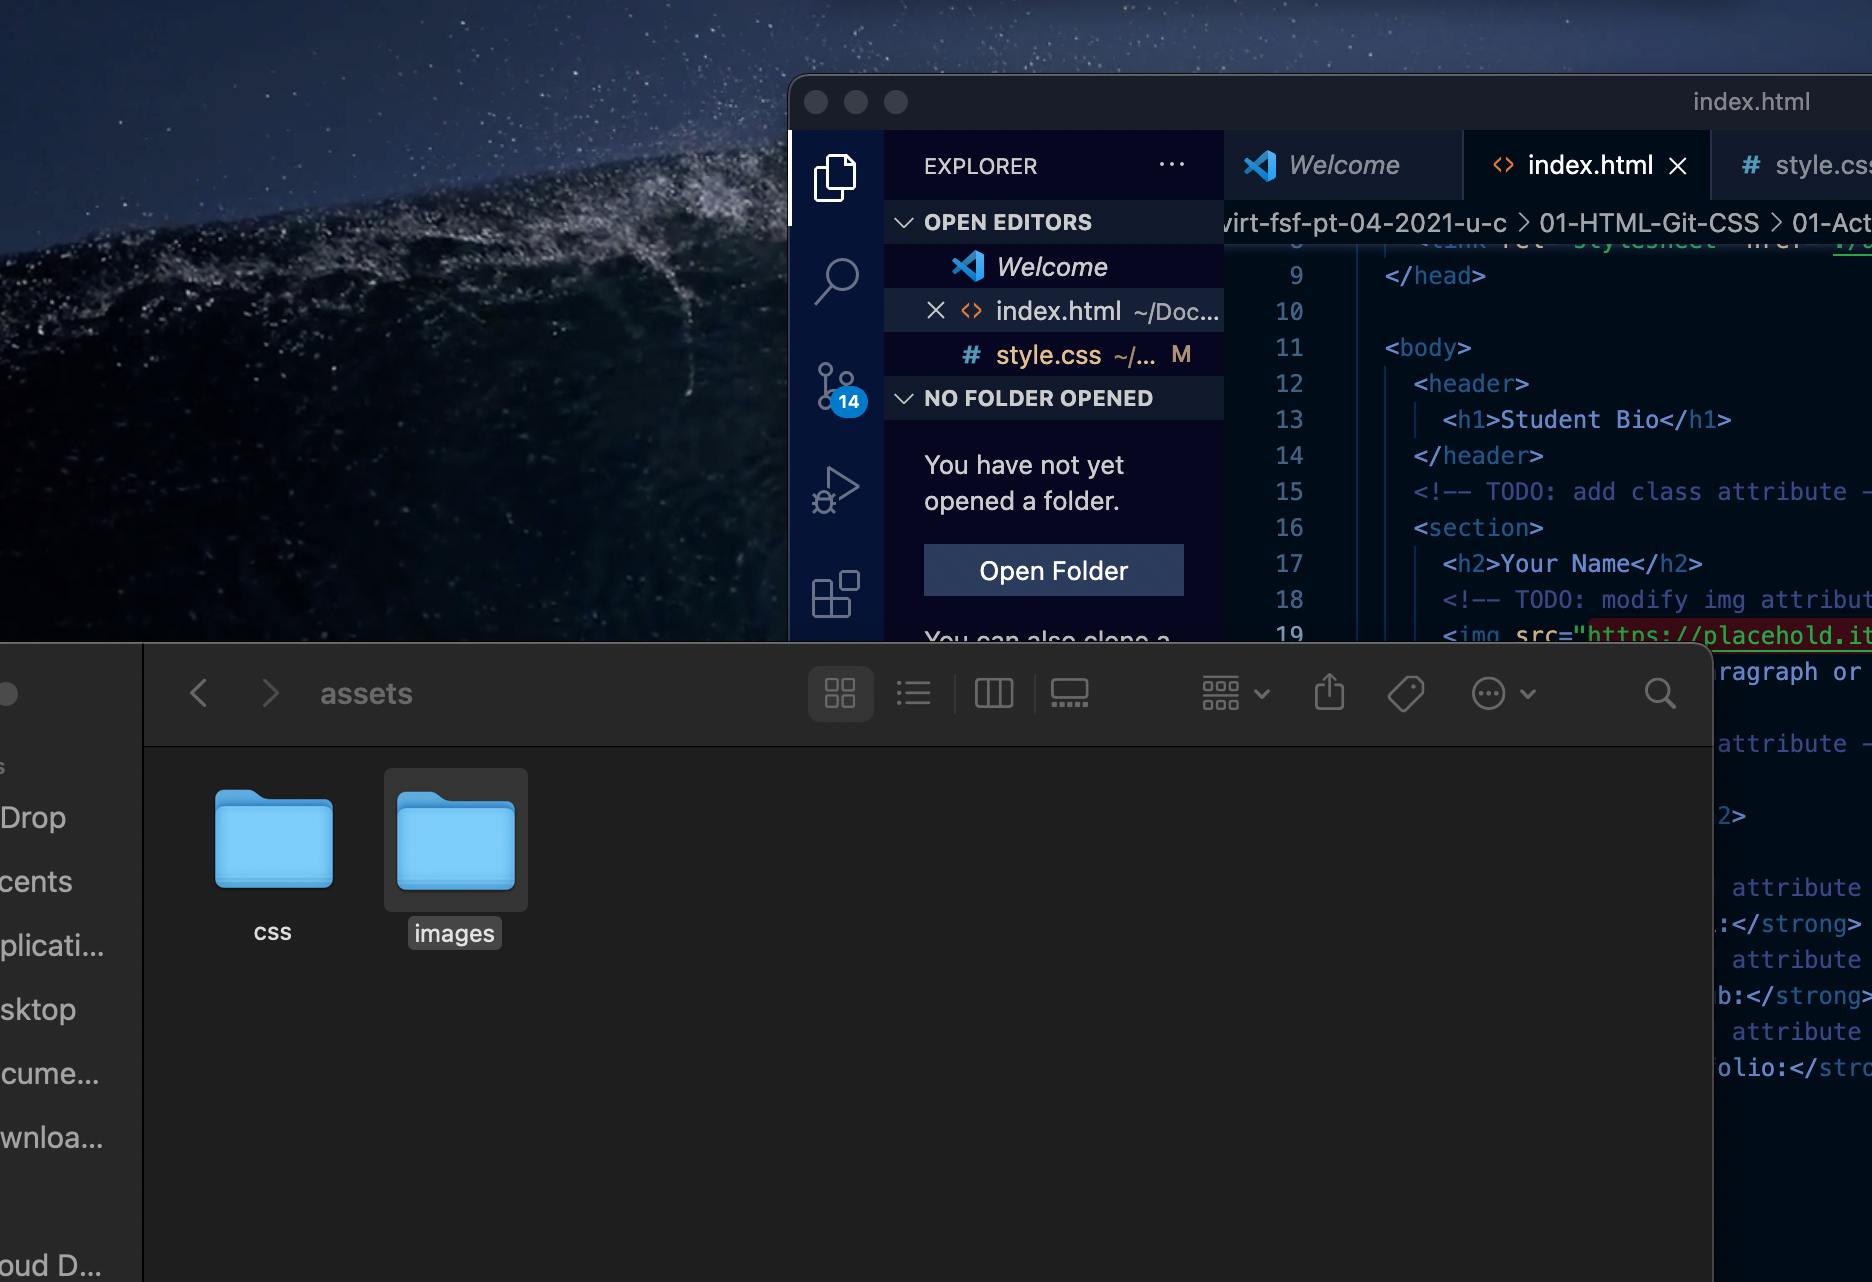 index.html
EXPLORER
Welcome
index.html
style.css
OPEN EDITORS
Welcome
index.html ~/Doc...
style.css ~/... M
14
NO FOLDER OPENED
You have not yet
opened a folder.
Open Folder
You can also clone a
virt-fsf-pt-04-2021-u-c > 01-HTML-Git-CSS > 01-Act
9 </head>
10
11 <body>
12 <header>
13 <h1>Student Bio</h1>
14 </header>
15 <!-- TODO: add class attribute -
16 <section>
17 <h2>Your Name</h2>
18 <!-- TODO: modify img attribut
19 <img src="https://placehold.it
ragraph or
attribute -
2>
attribute
:</strong>
attribute
b:</strong>
attribute
olio:</stro
assets
s
Drop
cents
plicati...
sktop
cume...
wnloa...
oud D...
css
images